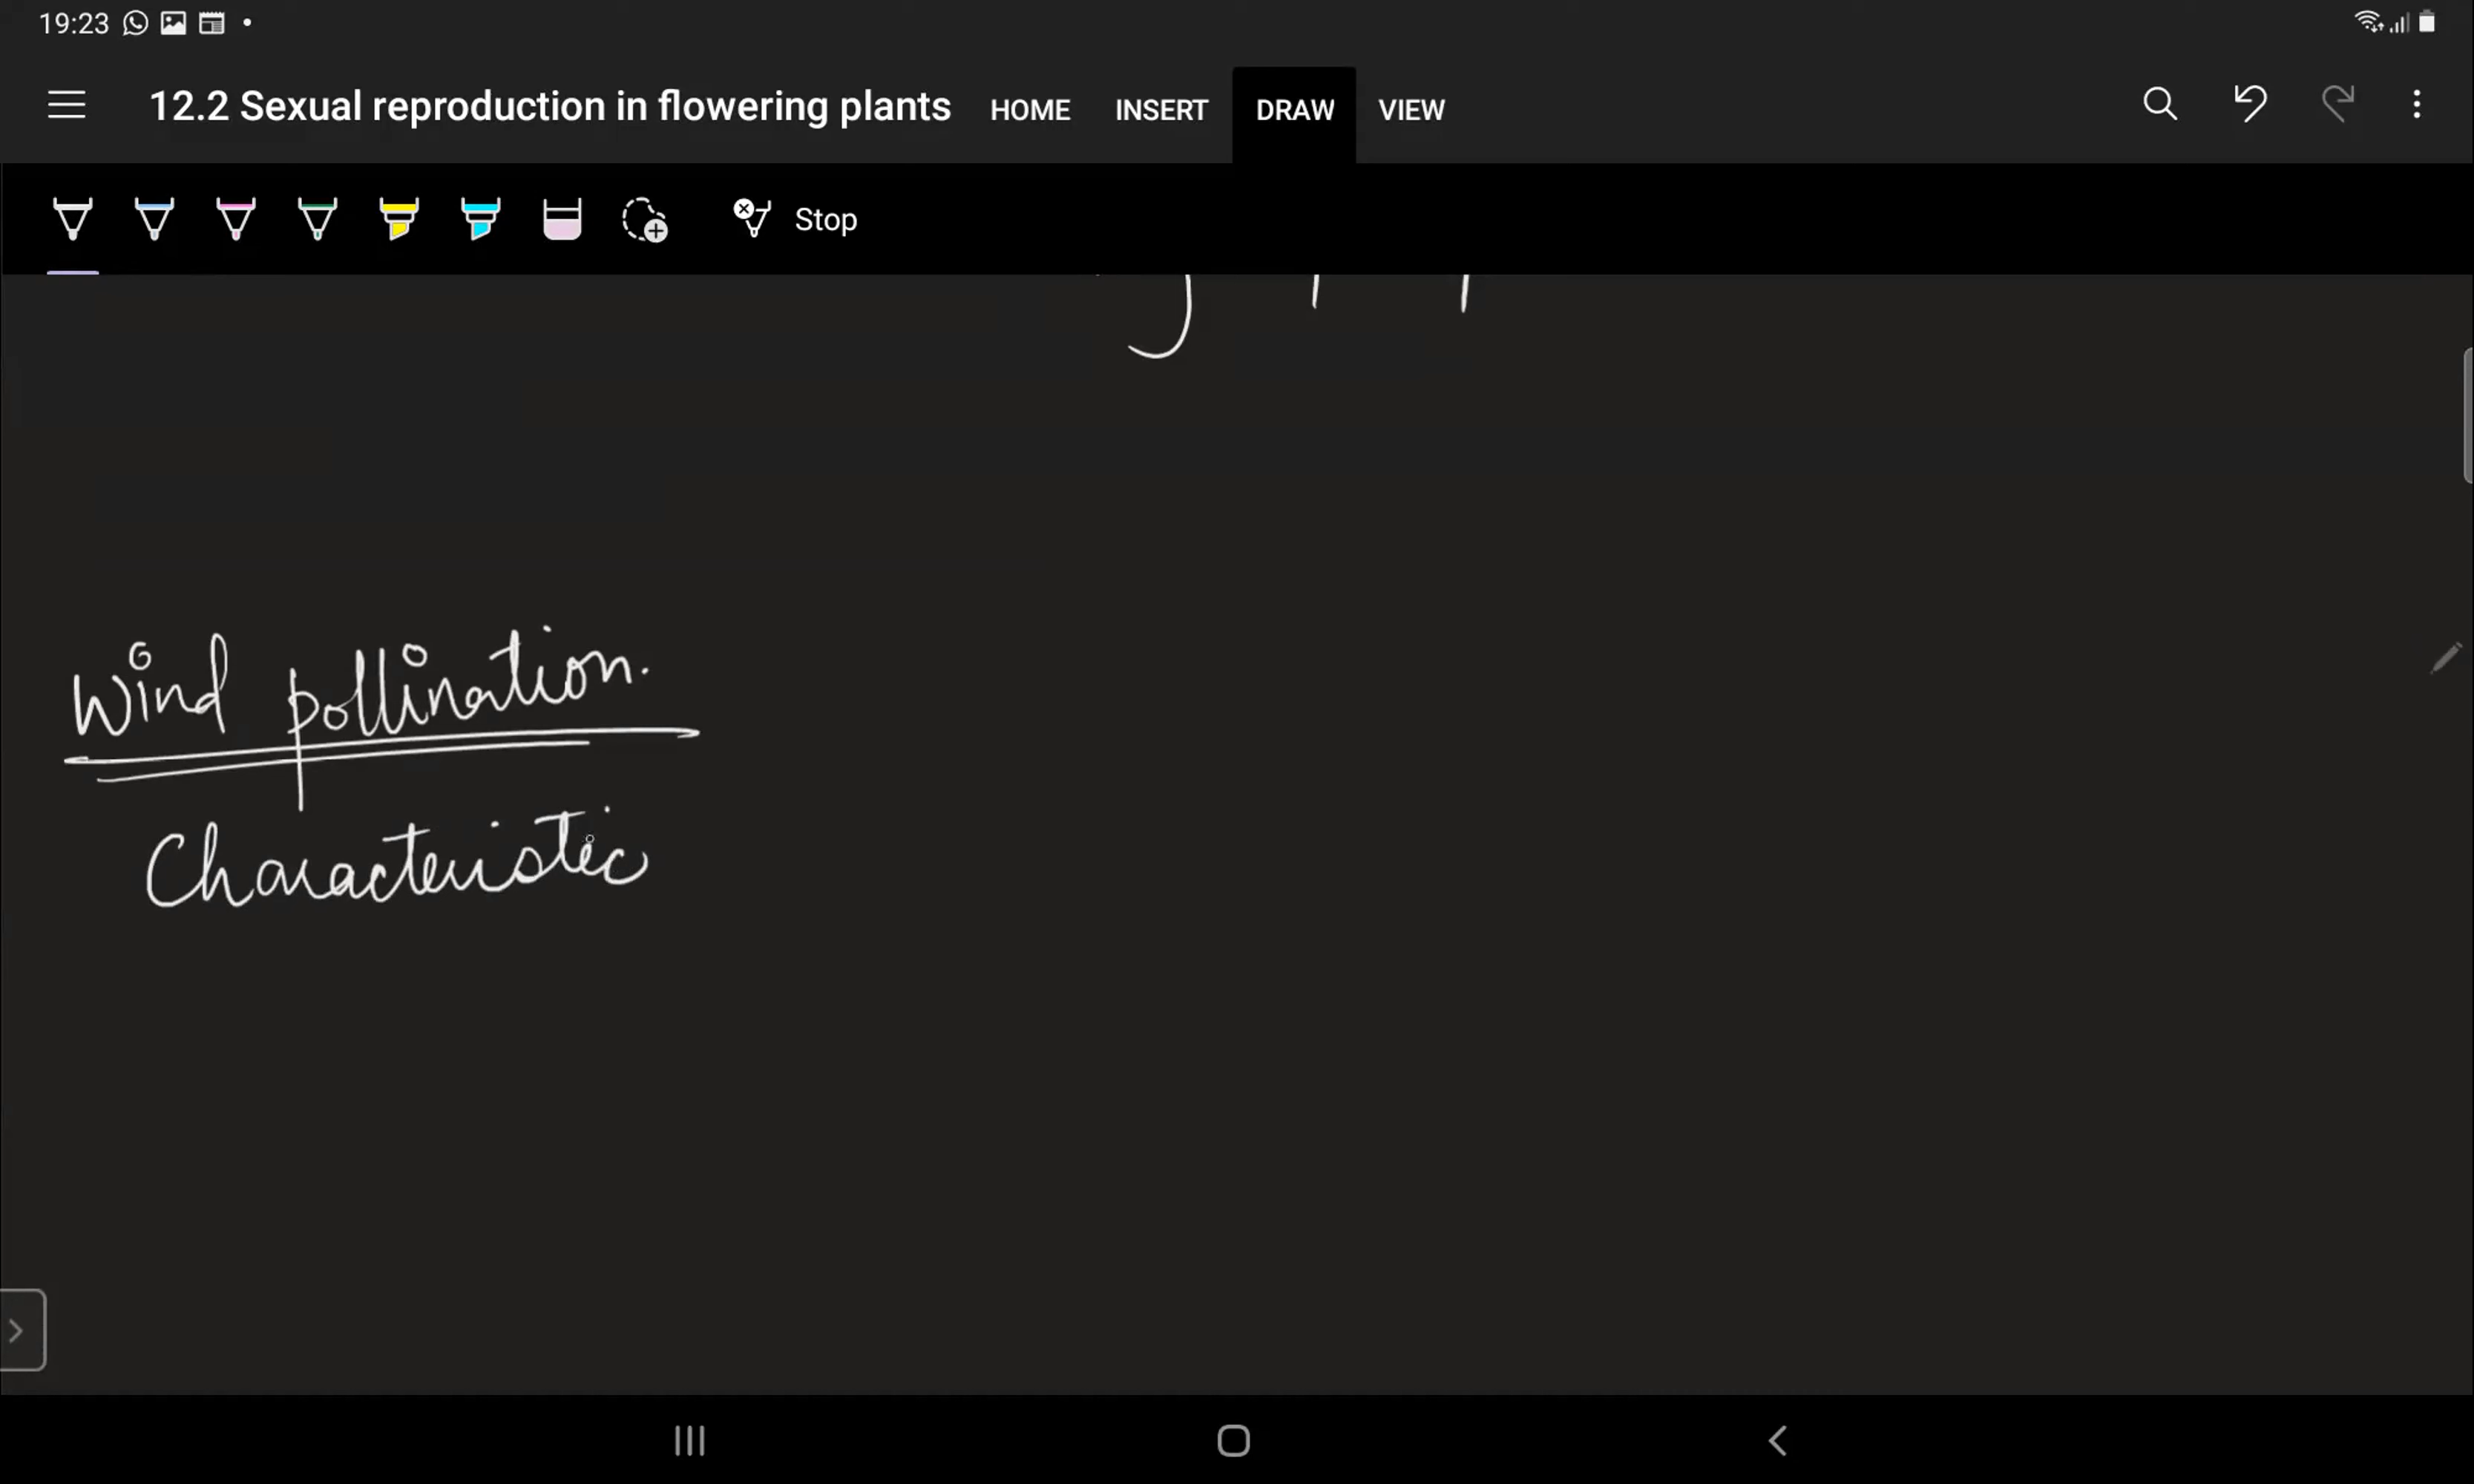 19:23
12.2 Sexual reproduction in flowering plants HOME INSERT DRAW VIEW
Stop
Wind pollination.
Characteristic